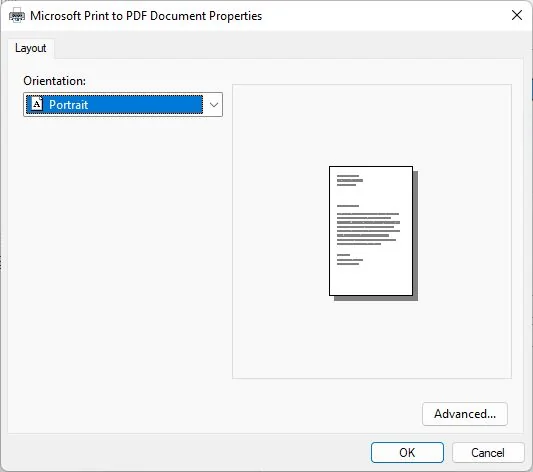 Microsoft Print to PDF Document Properties
Layout
Orientation:
A Portrait
Advanced...
OK
Cancel